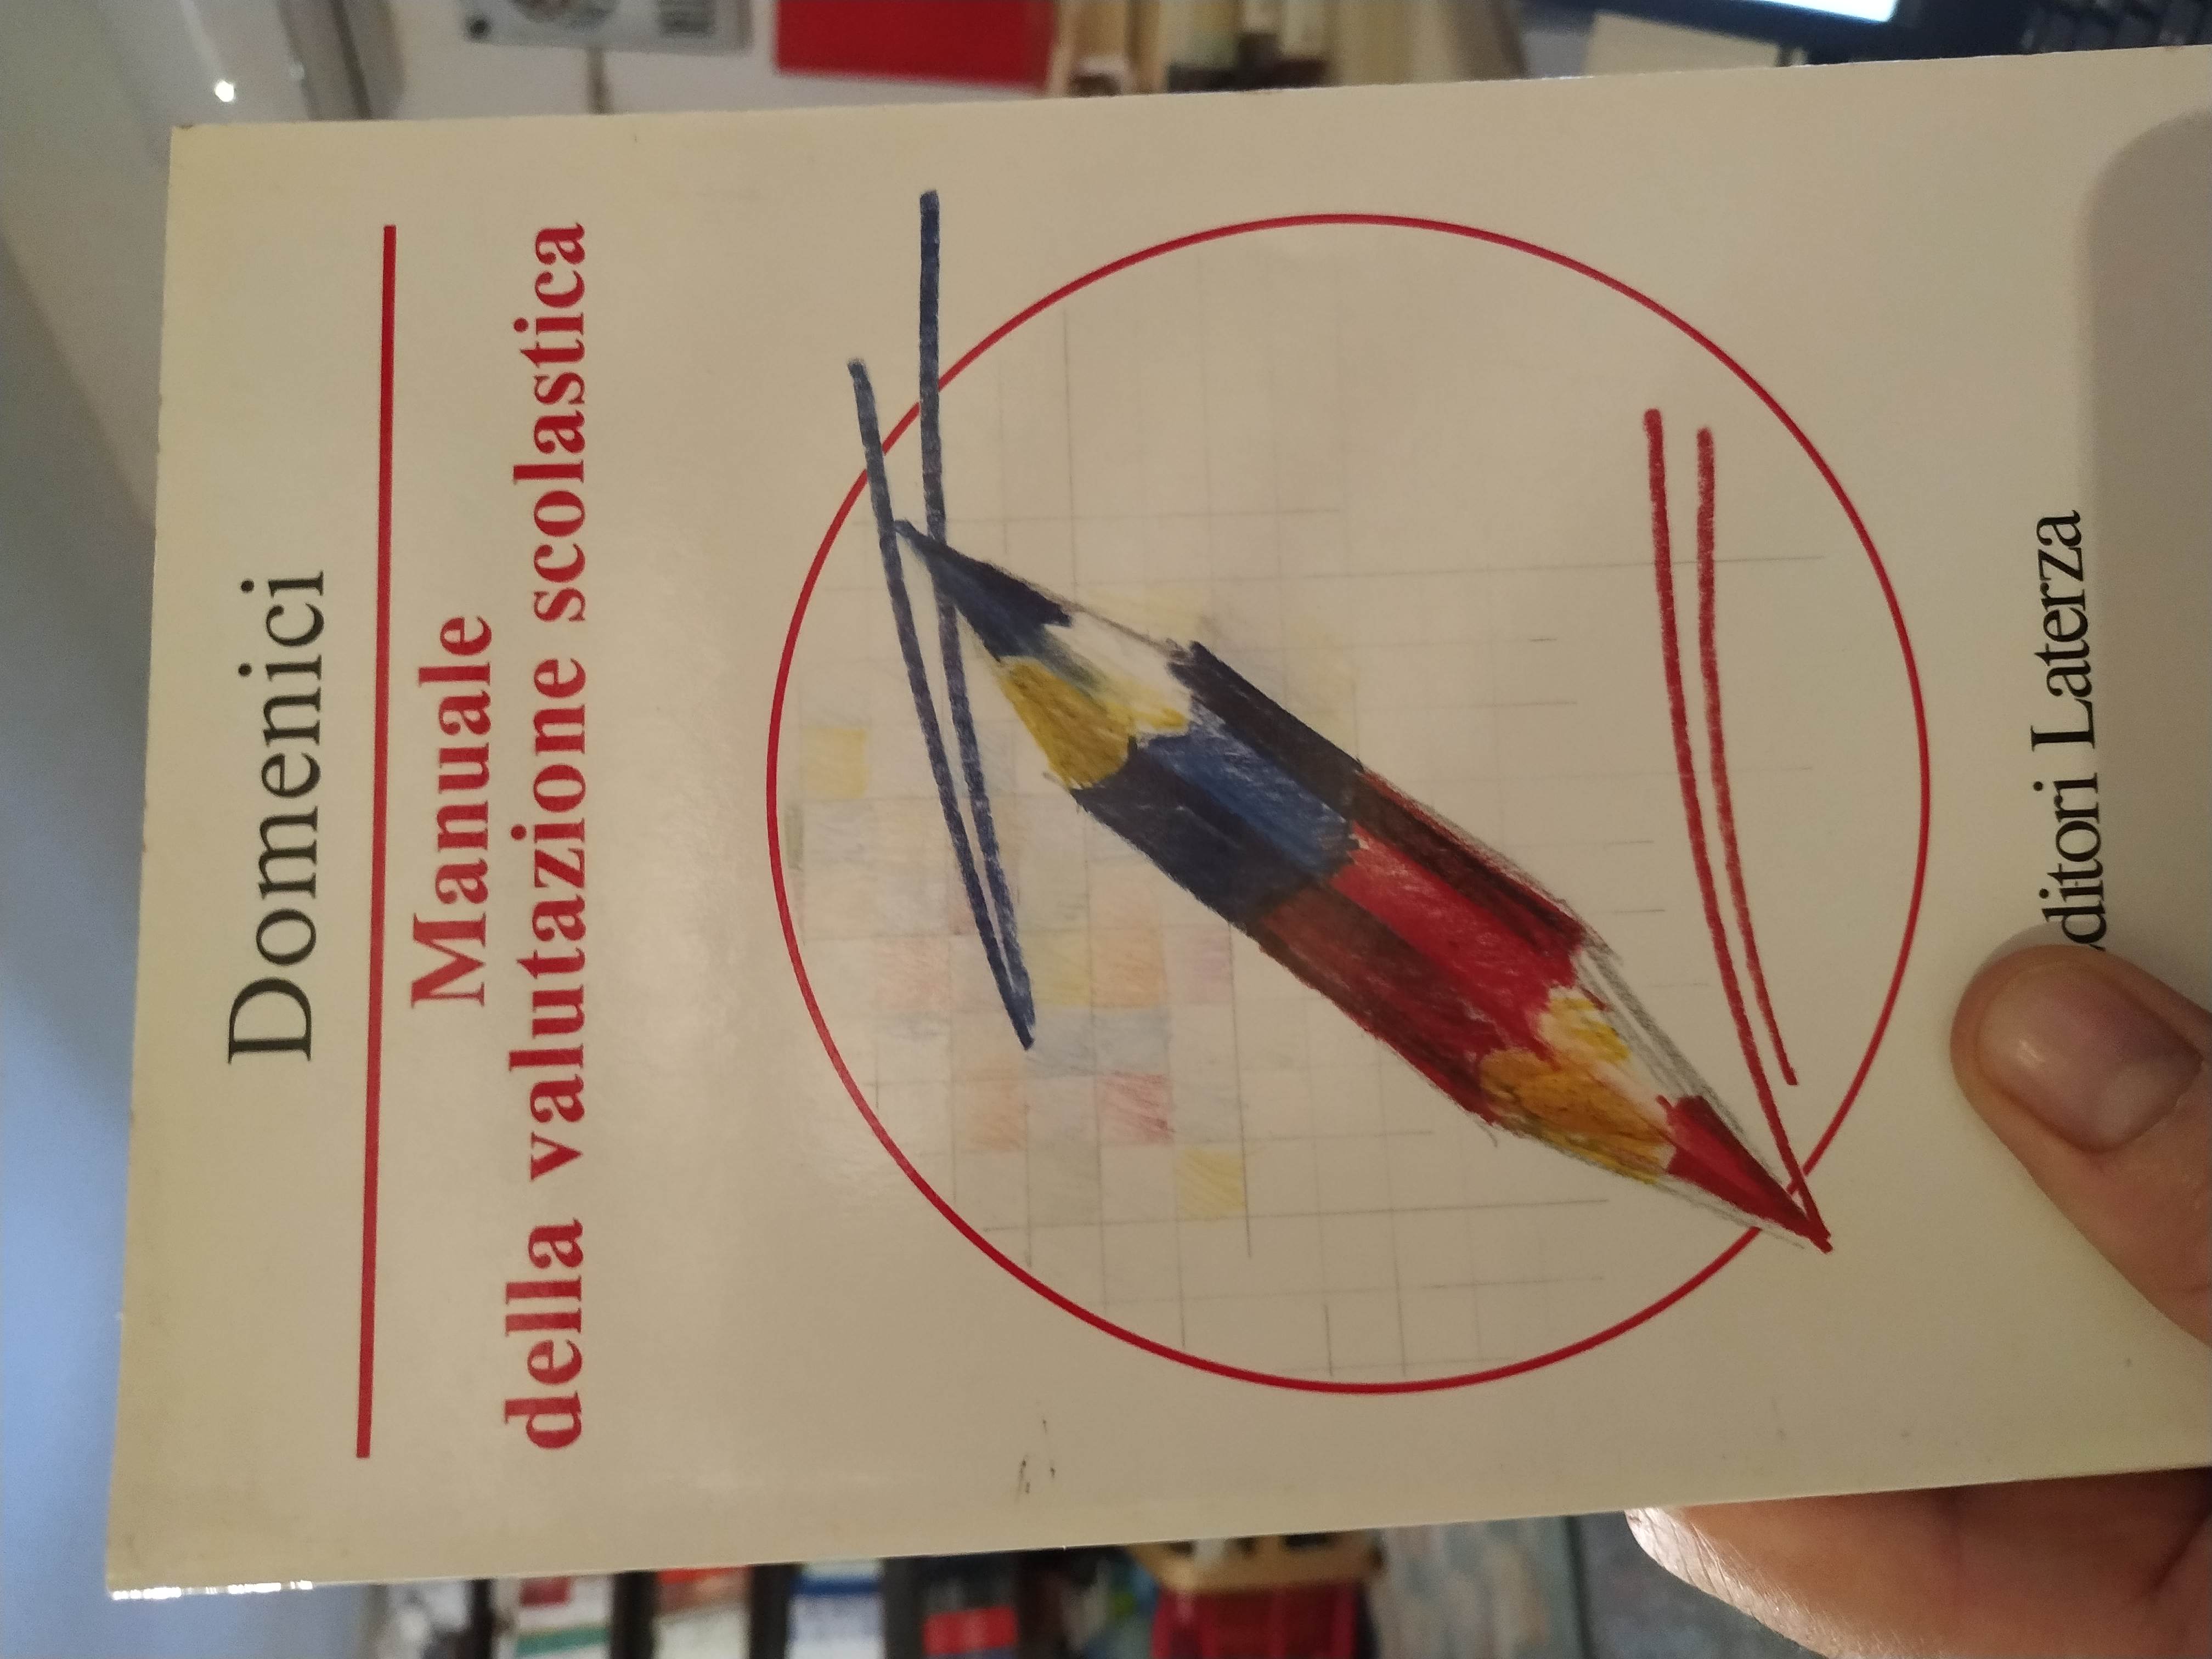 Domenici
Manuale
della valutazione scolastica
ditori Laterza